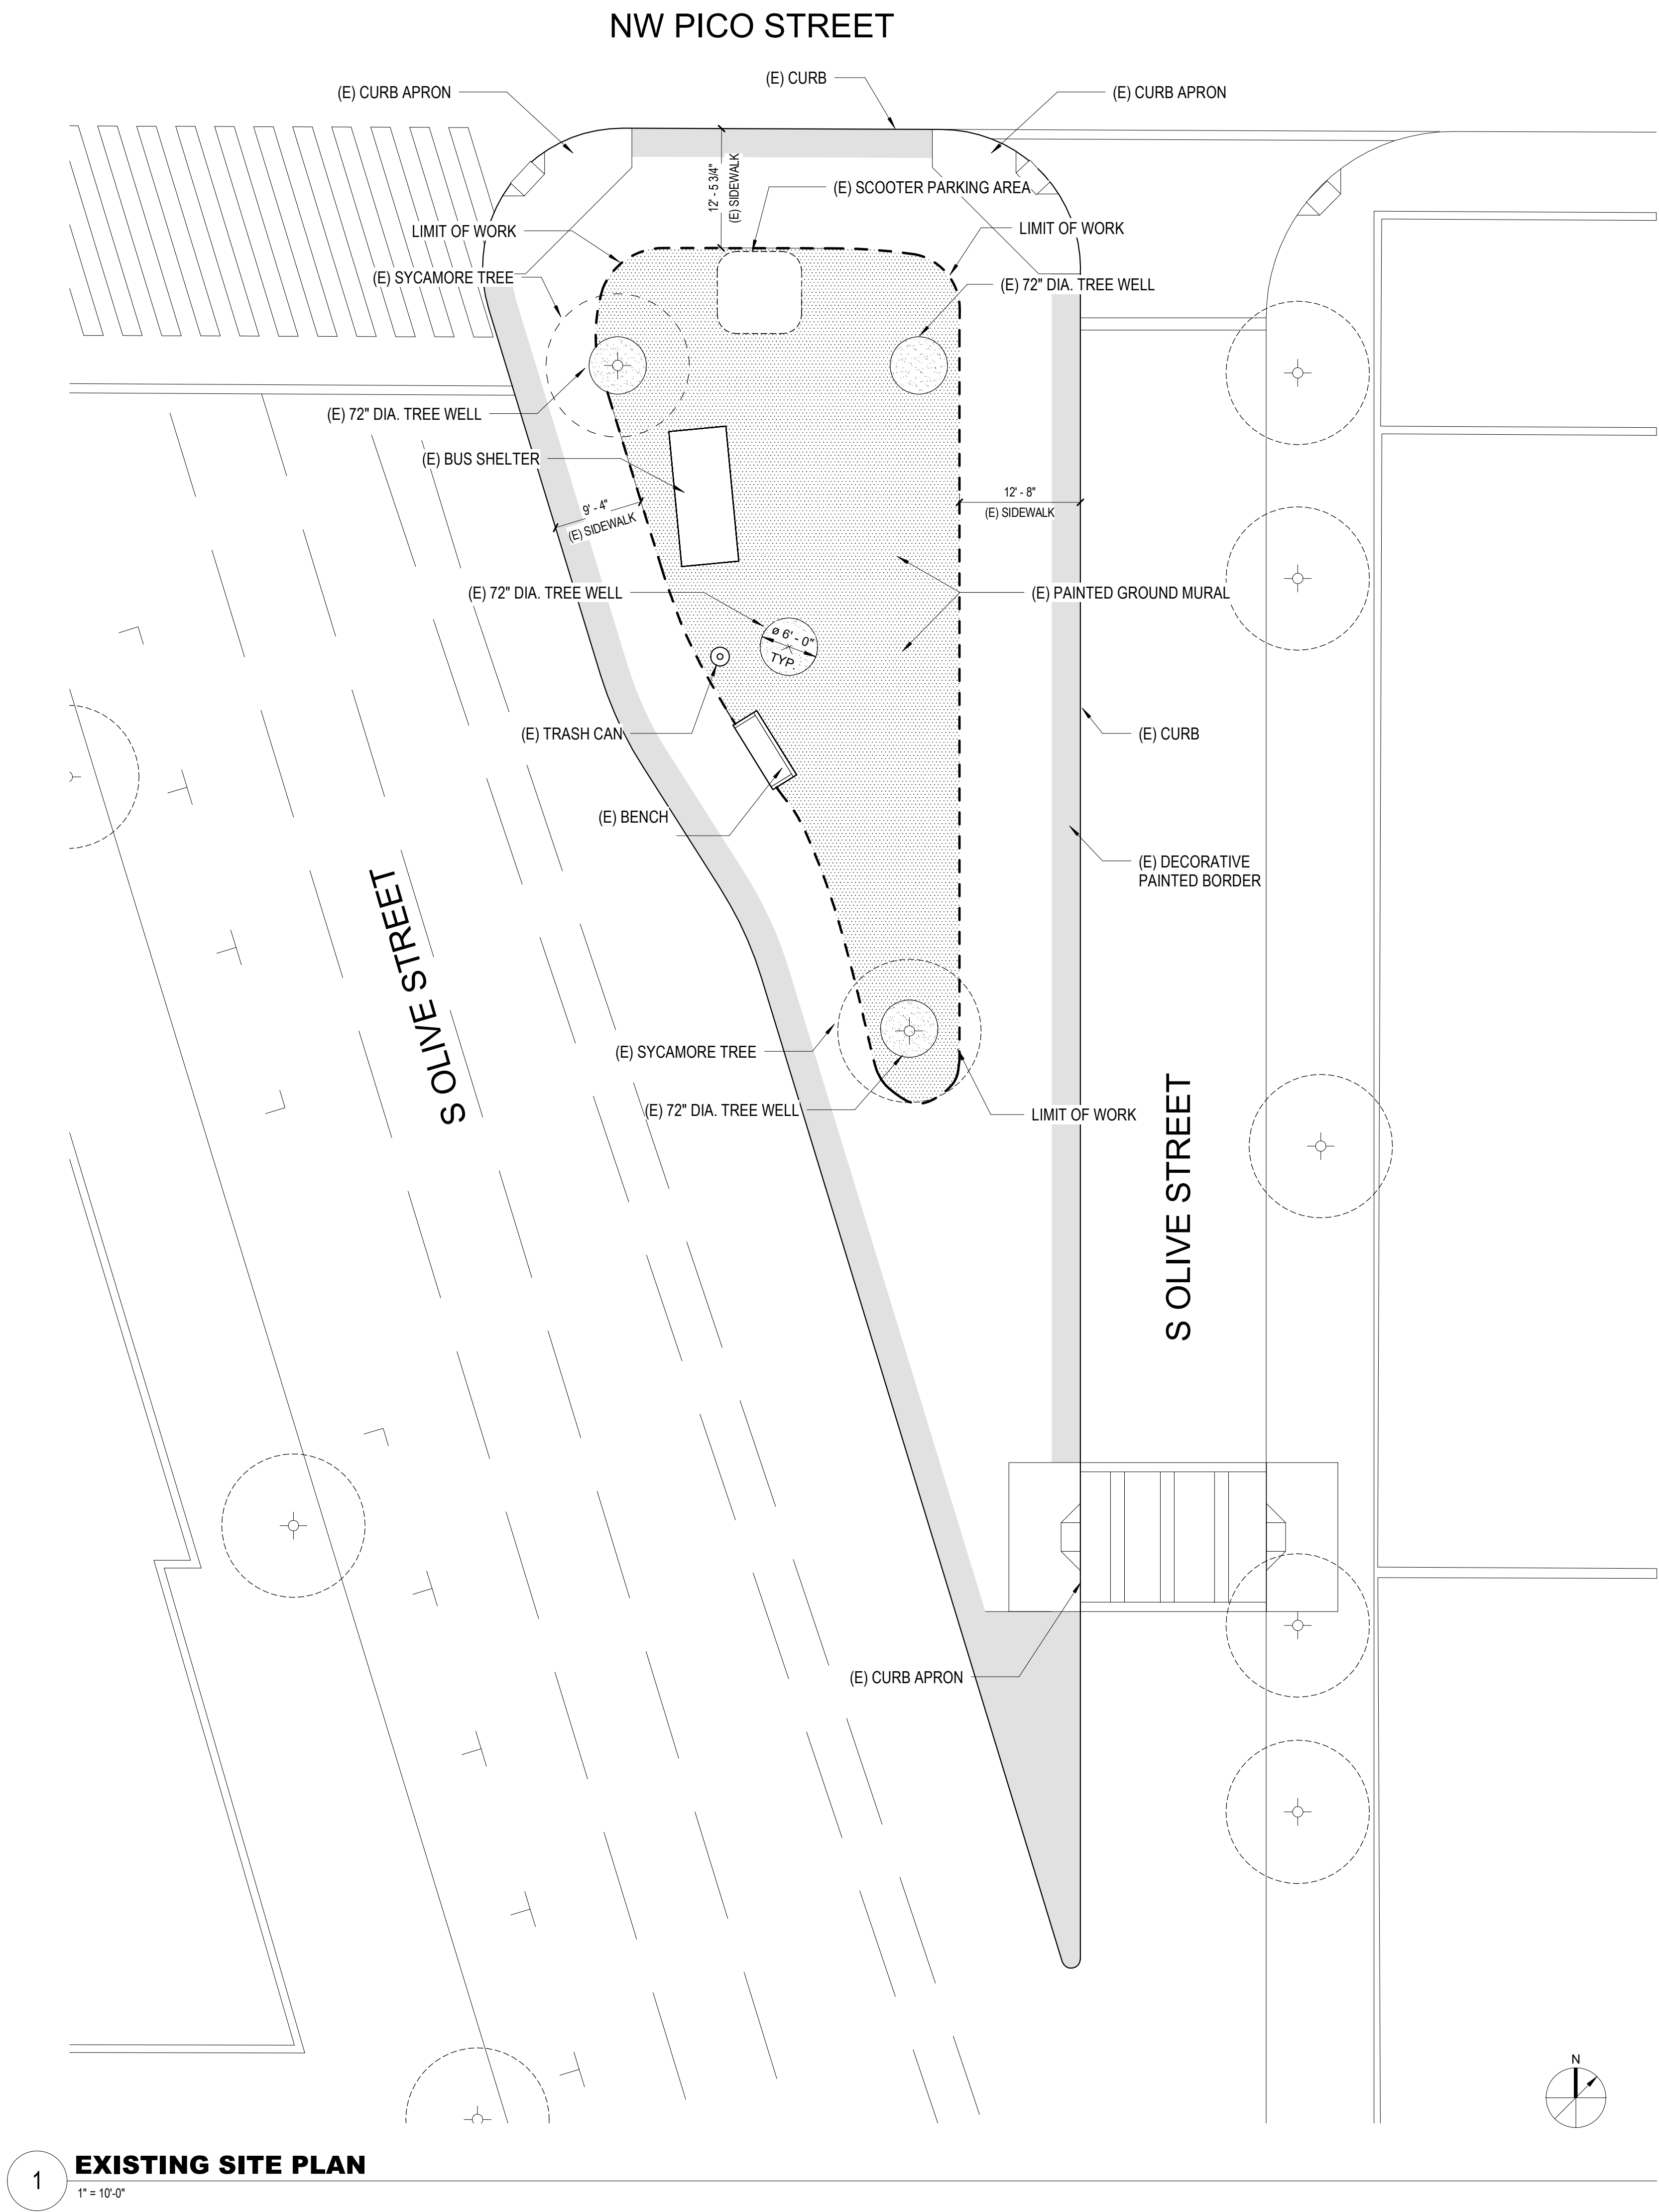 NW PICO STREET
(E) CURB
(E) CURB APRON
(E) CURB APRON
12' - 5 3/4"
(E) SIDEWALK
(E) SCOOTER PARKING AREA
LIMIT OF WORK
LIMIT OF WORK
(E) SYCAMORE TREE
(E) 72" DIA. TREE WELL
(E) 72" DIA. TREE WELL
(E) BUS SHELTER
9' - 4"
(E) SIDEWALK
12' - 8"
(E) SIDEWALK
(E) 72" DIA. TREE WELL
(E) PAINTED GROUND MURAL
ø 6' - 0"
TYP.
(E) TRASH CAN
(E) CURB
(E) BENCH
(E) DECORATIVE
PAINTED BORDER
S OLIVE STREET
(E) SYCAMORE TREE
(E) 72" DIA. TREE WELL
LIMIT OF WORK
S OLIVE STREET
(E) CURB APRON
N
1
EXISTING SITE PLAN
1" = 10'-0"